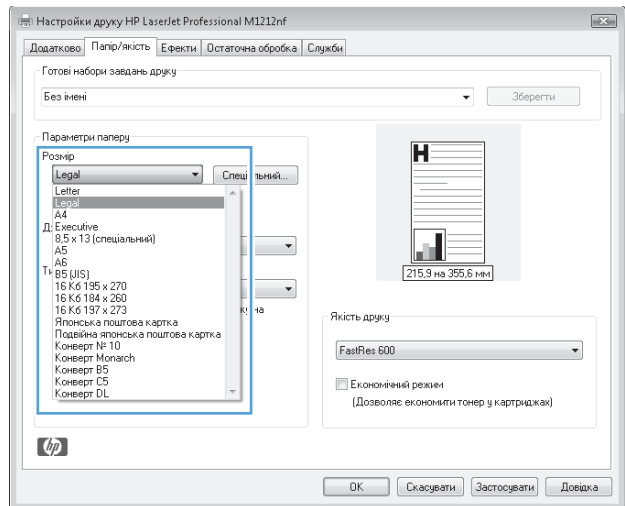 Настройки друку HP LaserJet Professional M1212nf
Додатково Папір/якість Ефекти Остаточна обробка Служби
Готові набори завдань друку
Без імені
Зберегти
Параметри паперу
Розмір
Legal
Letter
Legal
A4
Executive
8,5 x 13 (спеціальний)
A5
A6
B5 (JIS)
16 K6 195 x 270
16 K6 184 x 260
16 K6 197 x 273
Японська поштова картка
Подвійна японська поштова картка
Конверт № 10
Конверт Monarch
Конверт B5
Конверт C5
Конверт DL
H
215,9 на 355,6 мм
Якість друку
FastRes 600
Економічний режим
(Дозволяє економити тонер у картриджах)
hp
OK Скасувати Застосувати Довідка